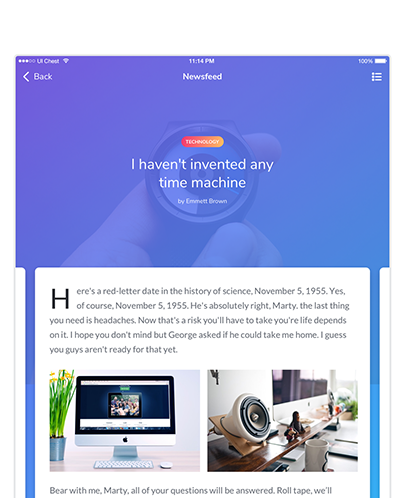 UI Chest
11:14 PM
100%
Back
Newsfeed
TECHNOLOGY
I haven't invented any
time machine
by Emmett Brown
Here's a red-letter date in the history of science, November 5, 1955. Yes,
of course, November 5, 1955. He's absolutely right, Marty. the last thing
you need is headaches. Now that's a risk you'll have to take you're life depends
on it. I hope you don't mind but George asked if he could take me home. I guess
you guys aren't ready for that yet.
Bear with me, Marty, all of your questions will be answered. Roll tape, we'll